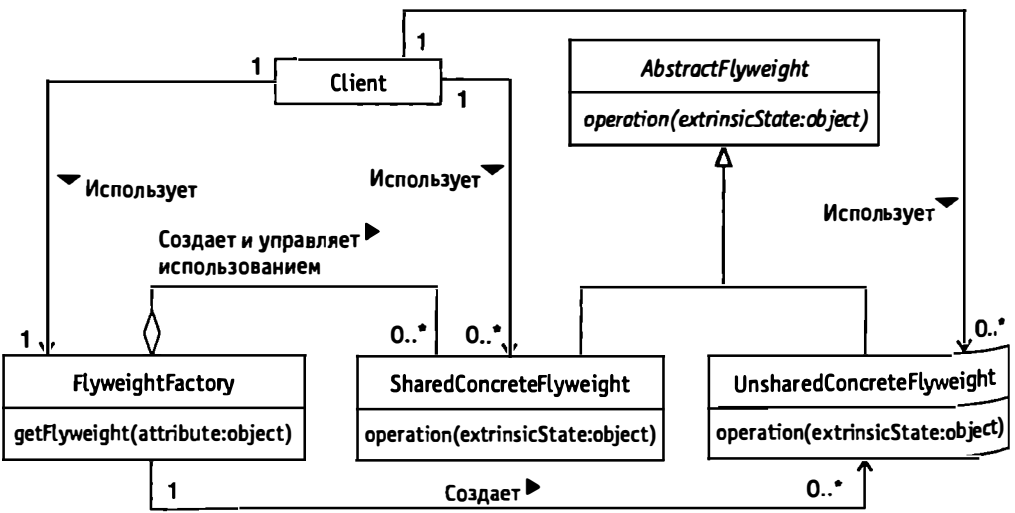 1
1
Client
1
AbstractFlyweight
operation(extrinsicState:object)
Использует
Использует
Использует
Создает и управляет
использованием
1
0..*
0..*
0..*
FlyweightFactory
getFlyweight(attribute:object)
SharedConcreteFlyweight
operation(extrinsicState:object)
UnsharedConcreteFlyweight
operation(extrinsicState:object)
1
Создает
0..*